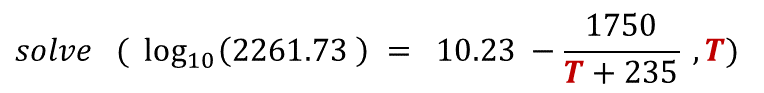 solve ( log₁₀(2261.73 ) = 10.23 − 1750 / (T + 235) , T)